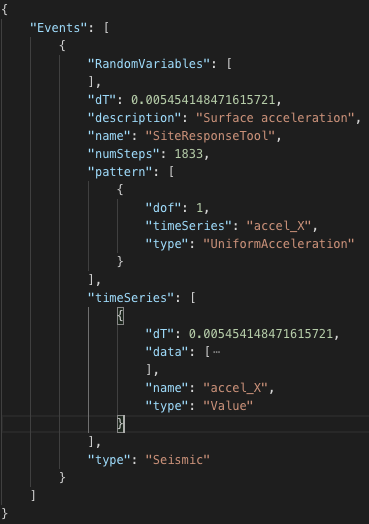 {
    "Events": [
        {
            "RandomVariables": [
            ],
            "dT": 0.005454148471615721,
            "description": "Surface acceleration",
            "name": "SiteResponseTool",
            "numSteps": 1833,
            "pattern": [
                {
                    "dof": 1,
                    "timeSeries": "accel_X",
                    "type": "UniformAcceleration"
                }
            ],
            "timeSeries": [
                {
                    "dT": 0.005454148471615721,
                    "data": [⋯
                    ],
                    "name": "accel_X",
                    "type": "Value"
                }
            ],
            "type": "Seismic"
        }
    ]
}